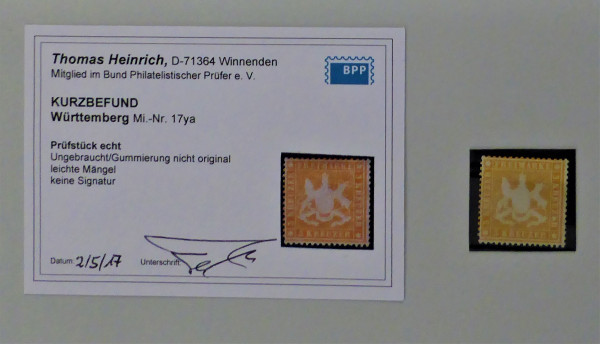 Thomas Heinrich, D-71364 Winnenden
Mitglied im Bund Philatelistischer Prüfer e. V.
BPP
KURZBEFUND
Württemberg Mi.-Nr. 17ya
Prüfstück echt
Ungebraucht/Gummierung nicht original
leichte Mängel
keine Signatur
Datum: 2/5/17 Unterschrift: